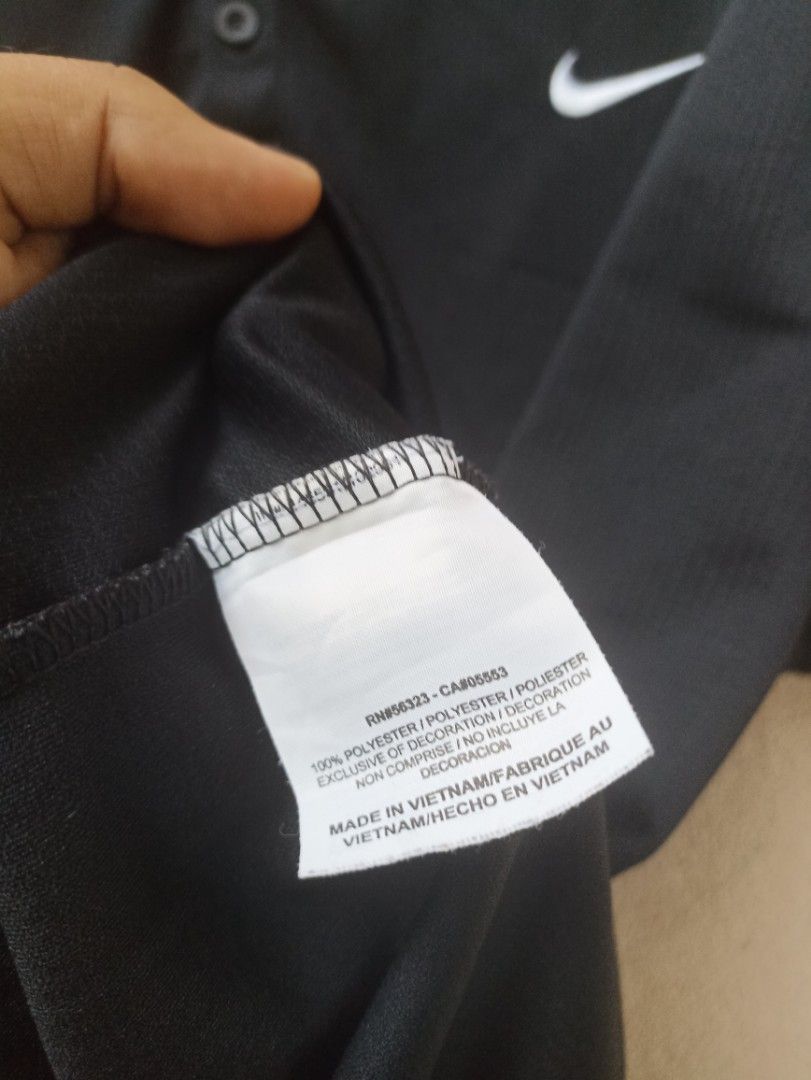 RN#56323 - CA#05553
100% POLYESTER / POLYESTER / POLIESTER
EXCLUSIVE OF DECORATION / DECORATION
NON COMPRISE / NO INCLUYE LA
DECORACION
MADE IN VIETNAM/FABRIQUE AU
VIETNAM/HECHO EN VIETNAM